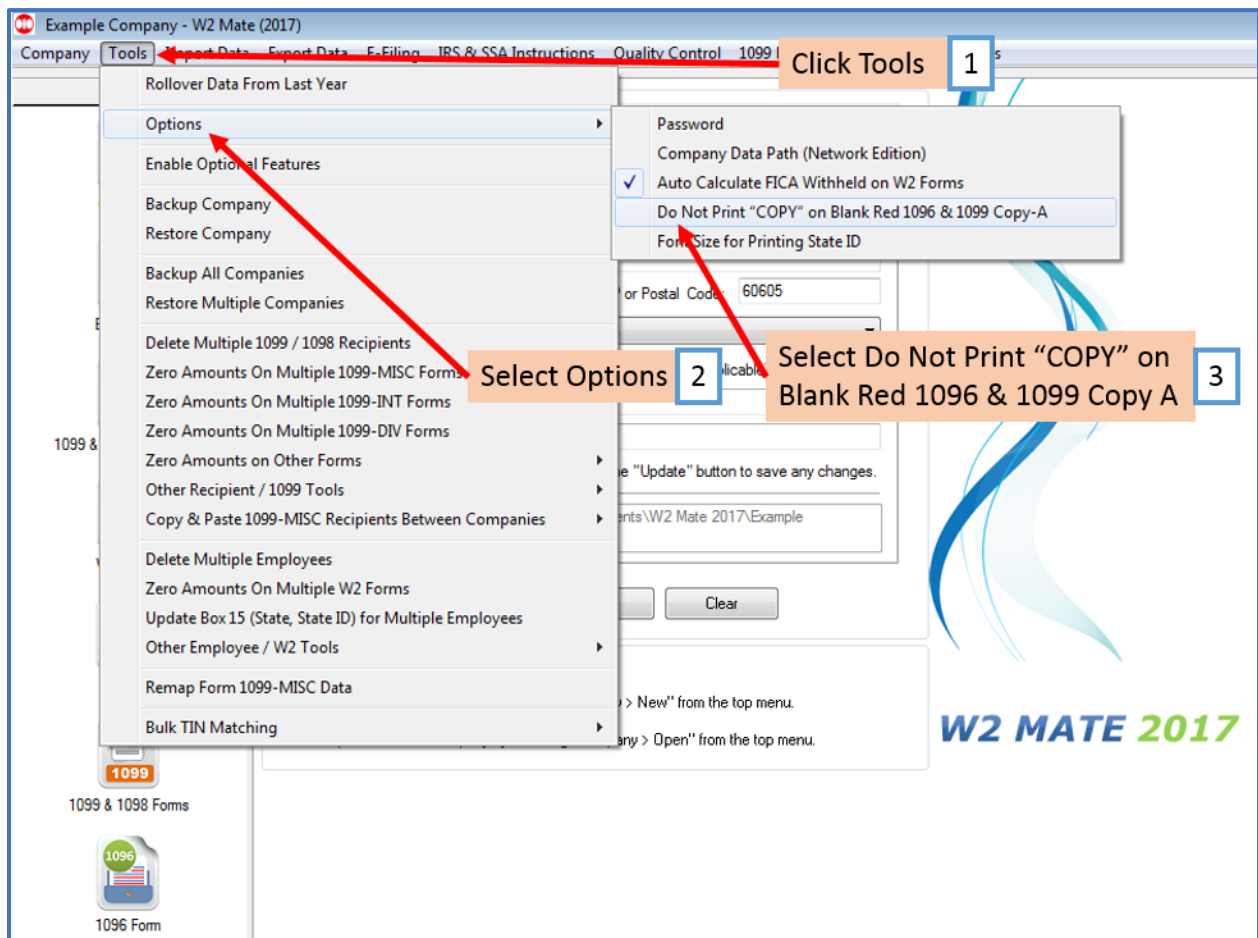 Example Company - W2 Mate (2017)
Company Tools Import Data Export Data E-Filing IRS & SSA Instructions Quality Control 1099
Click Tools 1
Rollover Data From Last Year
Options
Enable Optional Features
Backup Company
Restore Company
Backup All Companies
Restore Multiple Companies
Delete Multiple 1099 / 1098 Recipients
Zero Amounts On Multiple 1099-MISC Forms
Zero Amounts On Multiple 1099-INT Forms
Zero Amounts On Multiple 1099-DIV Forms
Zero Amounts on Other Forms
Other Recipient / 1099 Tools
Copy & Paste 1099-MISC Recipients Between Companies
Delete Multiple Employees
Zero Amounts On Multiple W2 Forms
Update Box 15 (State, State ID) for Multiple Employees
Other Employee / W2 Tools
Remap Form 1099-MISC Data
Bulk TIN Matching
Password
Company Data Path (Network Edition)
Auto Calculate FICA Withheld on W2 Forms
Do Not Print "COPY" on Blank Red 1096 & 1099 Copy-A
Font Size for Printing State ID
or Postal Code: 60605
Select Options 2
Select Do Not Print “COPY” on
Blank Red 1096 & 1099 Copy A 3
1099 &
"Update" button to save any changes.
ents\W2 Mate 2017\Example
Clear
> New" from the top menu.
any > Open" from the top menu.
W2 MATE 2017
1099
1099 & 1098 Forms
1096
1096 Form